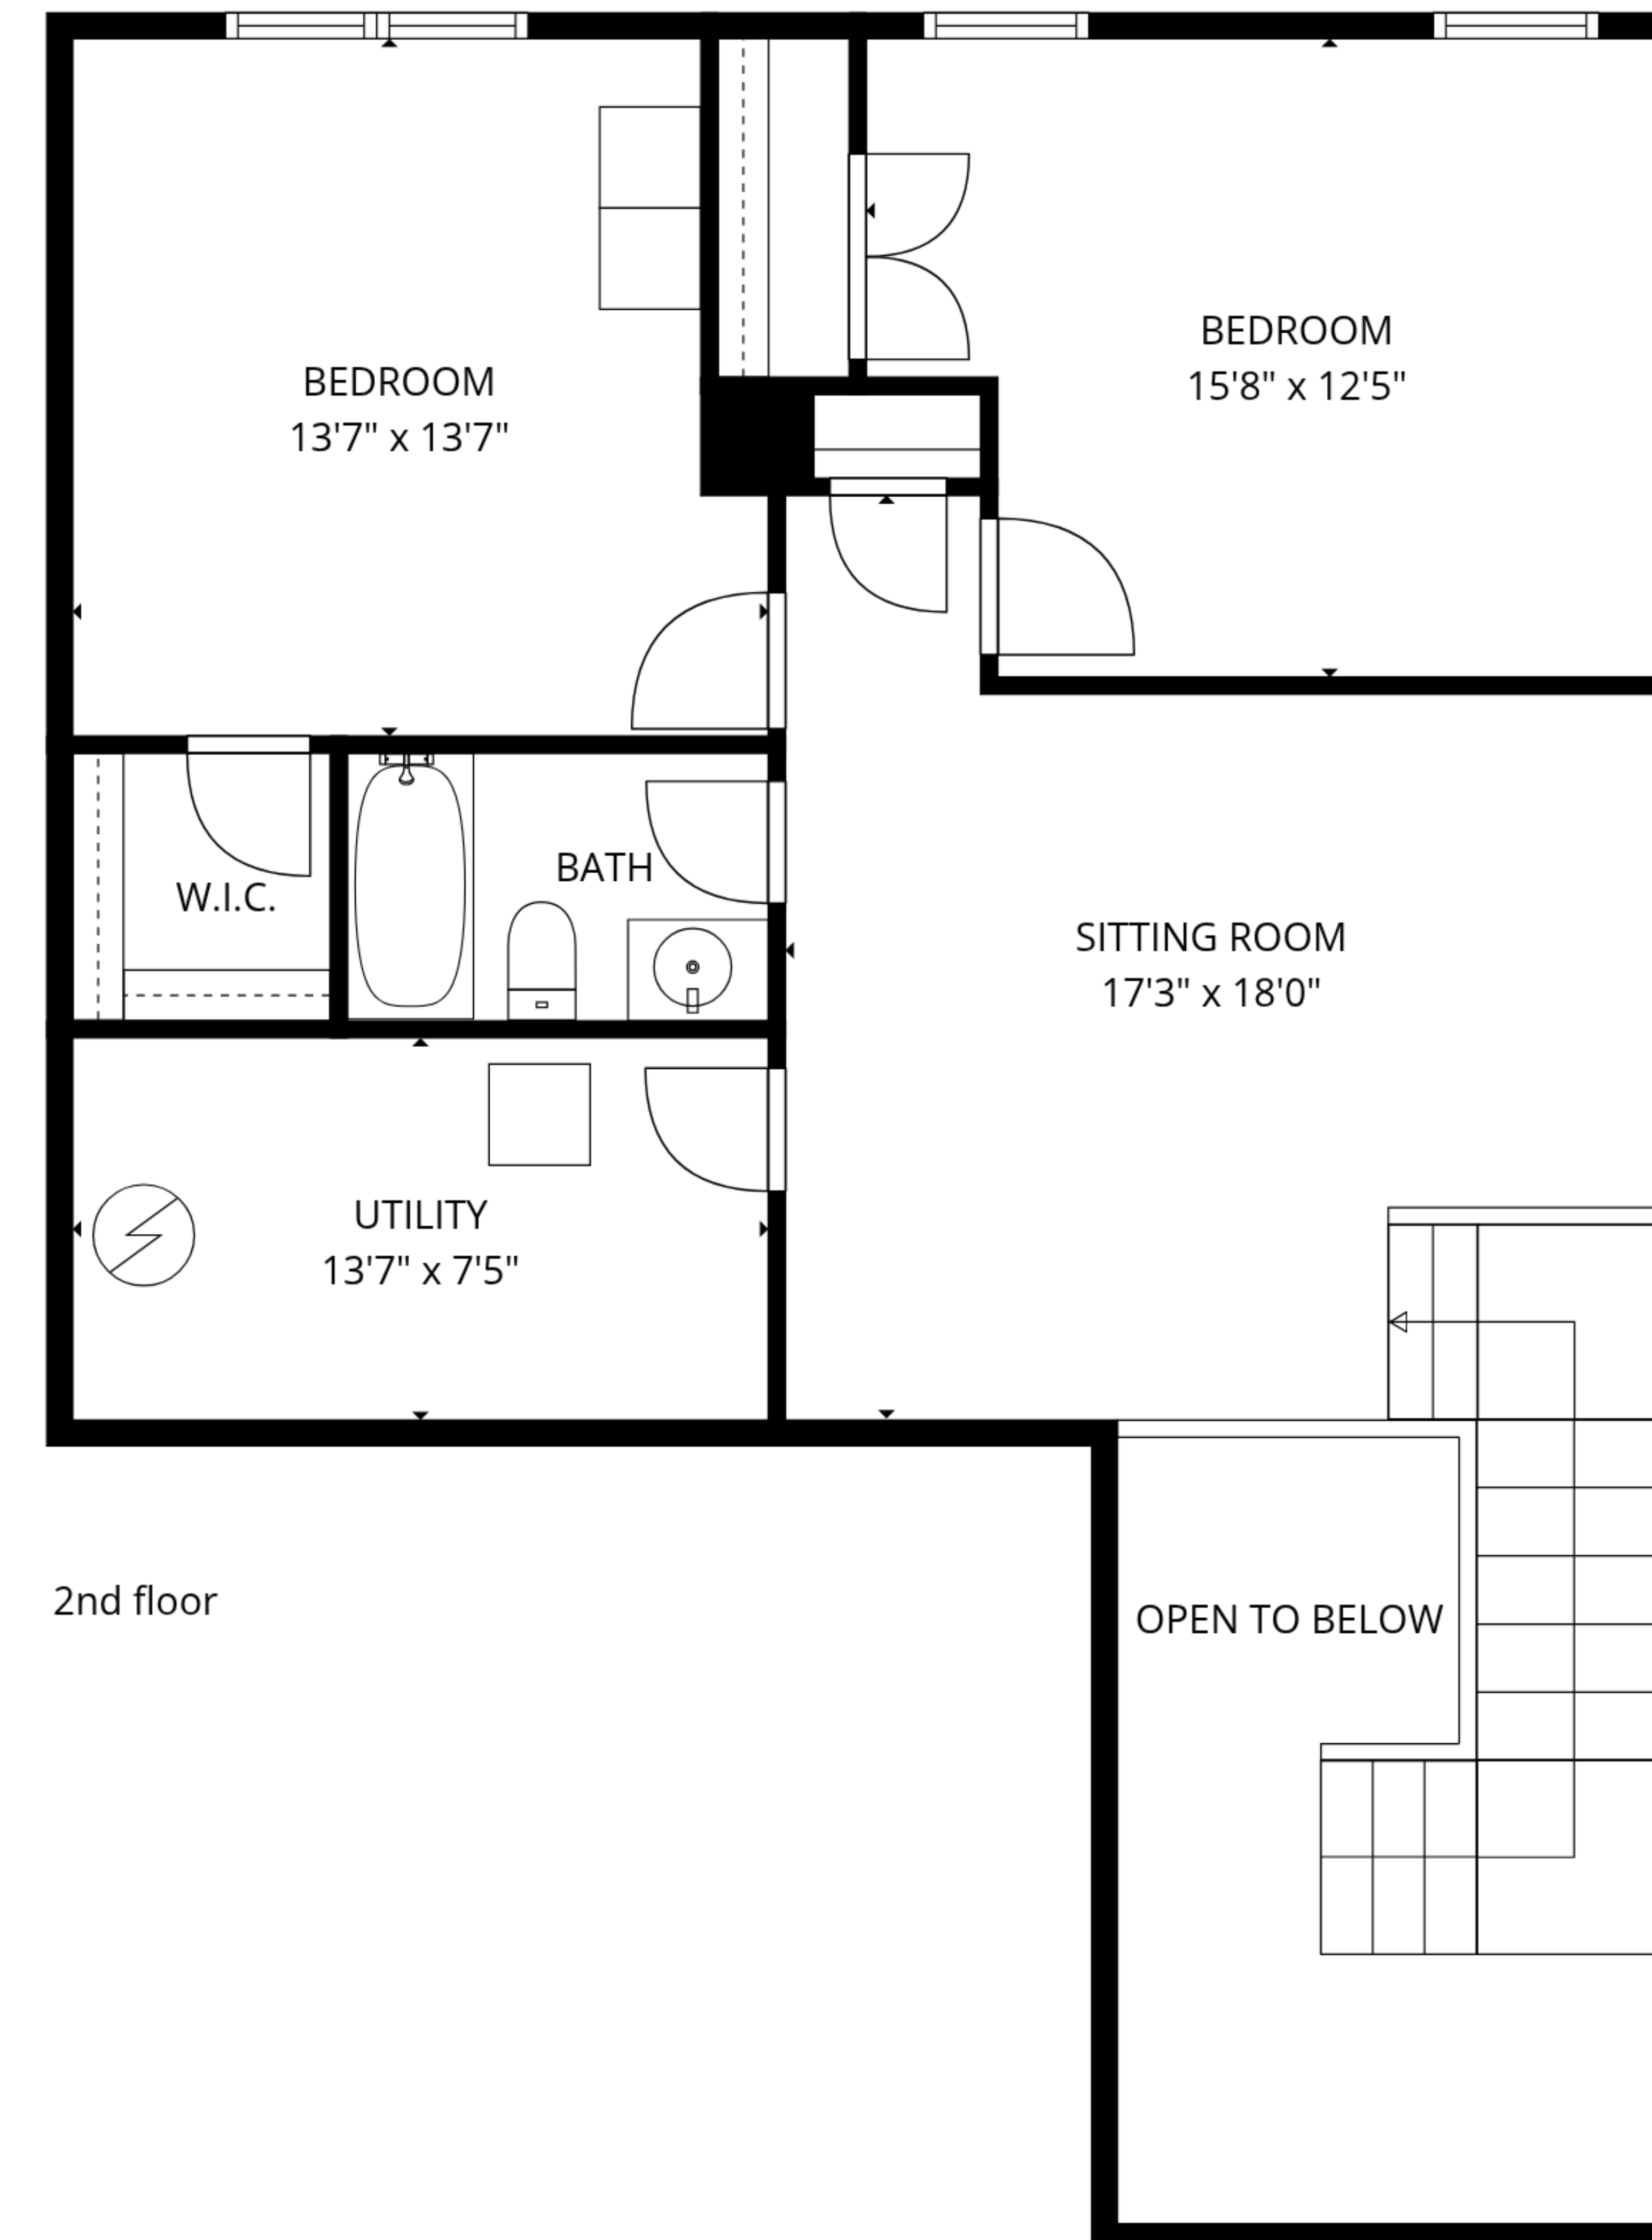 BEDROOM
13'7" x 13'7"
BEDROOM
15'8" x 12'5"
W.I.C.
BATH
SITTING ROOM
17'3" x 18'0"
UTILITY
13'7" x 7'5"
2nd floor
OPEN TO BELOW